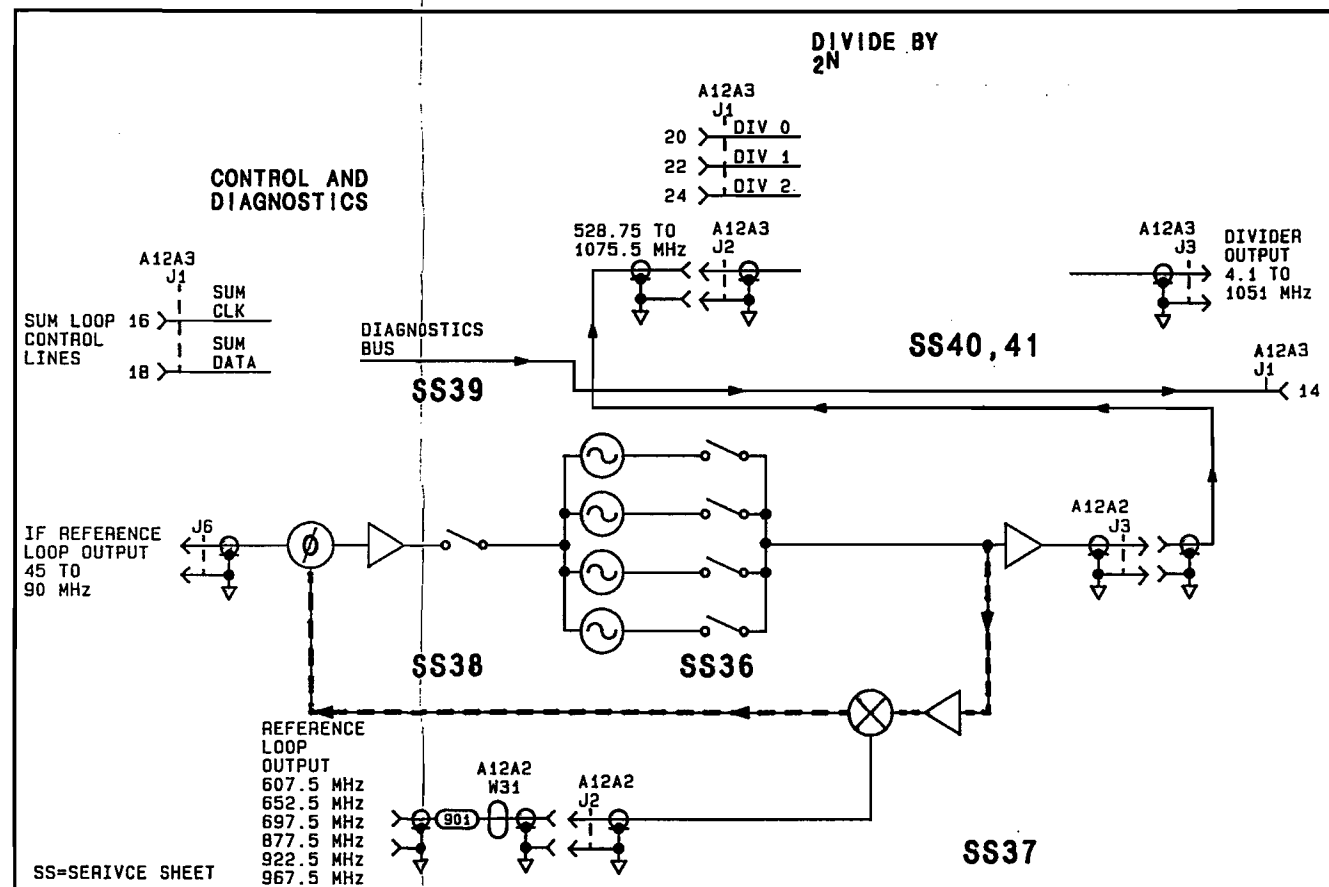 DIVIDE BY
2N
A12A3
J1
20 DIV 0
22 DIV 1
24 DIV 2
CONTROL AND
DIAGNOSTICS
528.75 TO
1075.5 MHz
A12A3
J2
A12A3
J3
DIVIDER
OUTPUT
4.1 TO
1051 MHz
A12A3
J1
SUM LOOP
CONTROL
LINES
16
SUM
CLK
18
SUM
DATA
DIAGNOSTICS
BUS
SS39
SS40,41
A12A3
J1
14
IF REFERENCE
LOOP OUTPUT
45 TO
90 MHz
J6
Ø
A12A2
J3
SS38
SS36
REFERENCE
LOOP
OUTPUT
607.5 MHz
652.5 MHz
697.5 MHz
877.5 MHz
922.5 MHz
967.5 MHz
901
A12A2
W31
A12A2
J2
SS37
SS=SERIVCE SHEET